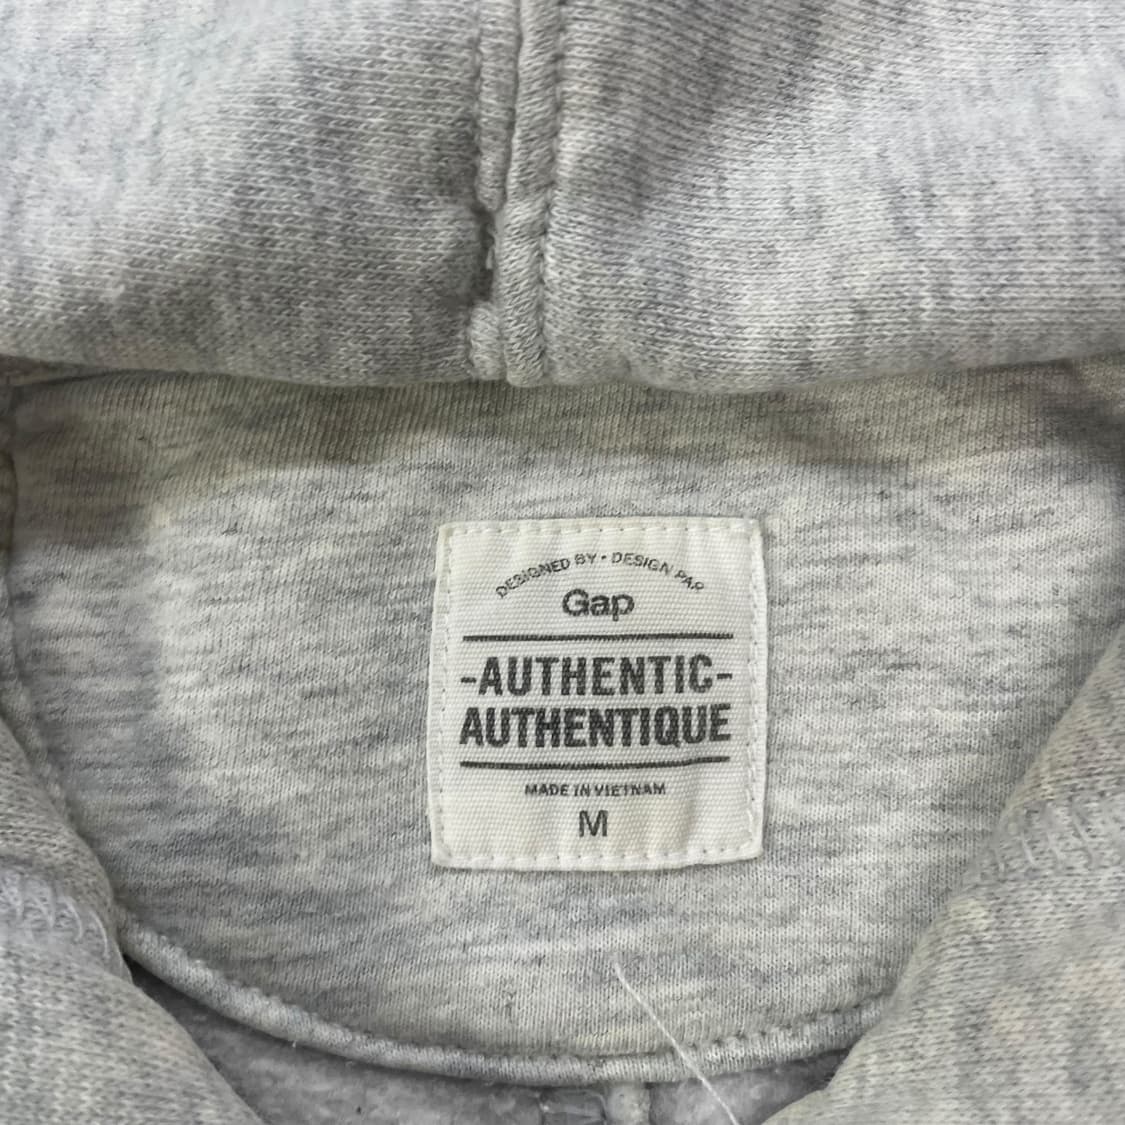 DESIGNED BY • DESIGN PAR
Gap
-AUTHENTIC-
AUTHENTIQUE
MADE IN VIETNAM
M